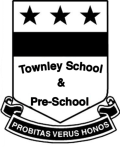 Townley School
&
Pre-School
PROBITAS VERUS HONOS